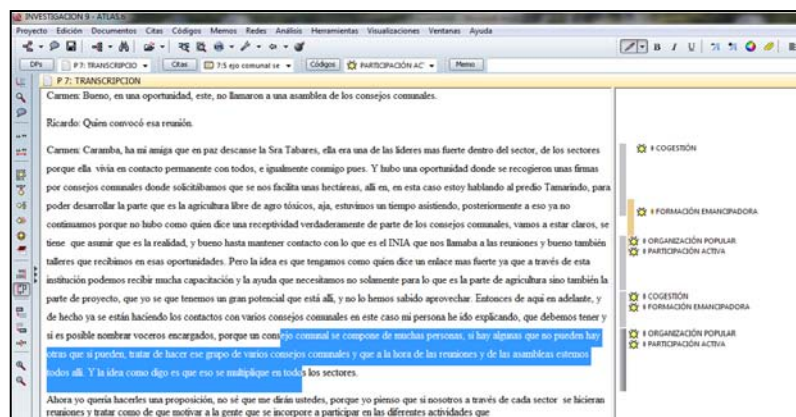 INVESTIGACION 9 - ATLAS.ti
Proyecto Edición Documentos Citas Códigos Memos Redes Análisis Herramientas Visualizaciones Ventanas Ayuda
DPs P 7: TRANSCRIPCIO Citas 7:5 ejo comunal se Códigos PARTICIPACIÓN AC Memo
P 7: TRANSCRIPCION
Carmen: Bueno, en una oportunidad, este, no llamaron a una asamblea de los consejos comunales.
Ricardo: Quien convocó esa reunión.
Carmen: Caramba, ha mi amiga que en paz descanse la Sra Tabares, ella era una de las lideres mas fuerte dentro del sector, de los sectores
porque ella vivía en contacto permanente con todos, e igualmente conmigo pues. Y hubo una oportunidad donde se recogieron unas firmas
por consejos comunales donde solicitábamos que se nos facilita unas hectáreas, allí en, en esta caso estoy hablando al predio Tamarindo, para
poder desarrollar la parte que es la agricultura libre de agro tóxicos, aja, estuvimos un tiempo asistiendo, posteriormente a eso ya no
continuamos porque no hubo como quien dice una receptividad verdaderamente de parte de los consejos comunales, vamos a estar claros, se
tiene que asumir que es la realidad, y bueno hasta mantener contacto con lo que es el INIA que nos llamaba a las reuniones y bueno también
talleres que recibimos en esas oportunidades. Pero la idea es que tengamos como quien dice un enlace mas fuerte ya que a través de esta
institución podemos recibir mucha capacitación y la ayuda que necesitamos no solamente para lo que es la parte de agricultura sino también la
parte de proyecto, que yo se que tenemos un gran potencial que está allí, y no lo hemos sabido aprovechar. Entonces de aquí en adelante, y
de hecho ya se están haciendo los contactos con varios consejos comunales en este caso mi persona he ido explicando, que debemos tener y
si es posible nombrar voceros encargados, porque un consejo comunal se compone de muchas personas, si hay algunas que no pueden hay
otras que si pueden, tratar de hacer ese grupo de varios consejos comunales y que a la hora de las reuniones y de las asambleas estemos
todos allí. Y la idea como digo es que eso se multiplique en todos los sectores.
Ahora yo quería hacerles una proposición, no sé que me dirán ustedes, porque yo pienso que si nosotros a través de cada sector se hicieran
reuniones y tratar como de que motivar a la gente que se incorpore a participar en las diferentes actividades que
B I U
COGESTIÓN
FORMACIÓN EMANCIPADORA
ORGANIZACIÓN POPULAR
PARTICIPACIÓN ACTIVA
COGESTIÓN
FORMACIÓN EMANCIPADORA
ORGANIZACIÓN POPULAR
PARTICIPACIÓN ACTIVA